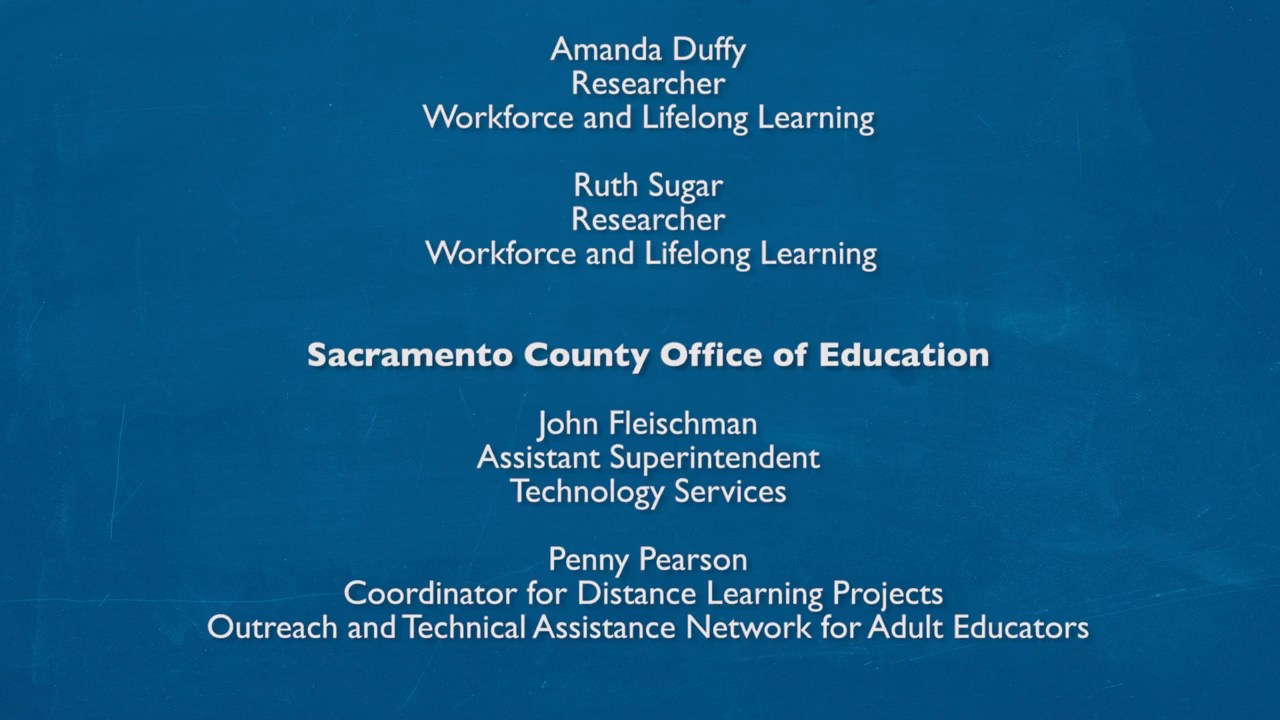 Amanda Duffy
Researcher
Workforce and Lifelong Learning
Ruth Sugar
Researcher
Workforce and Lifelong Learning
Sacramento County Office of Education
John Fleischman
Assistant Superintendent
Technology Services
Penny Pearson
Coordinator for Distance Learning Projects
Outreach and Technical Assistance Network for Adult Educators